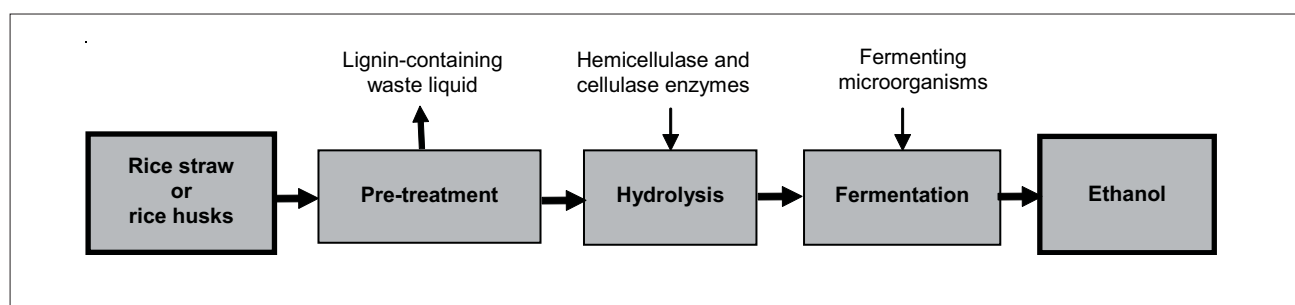 Lignin-containing
waste liquid
Hemicellulase and
cellulase enzymes
Fermenting
microorganisms
Rice straw
or
rice husks
Pre-treatment
Hydrolysis
Fermentation
Ethanol